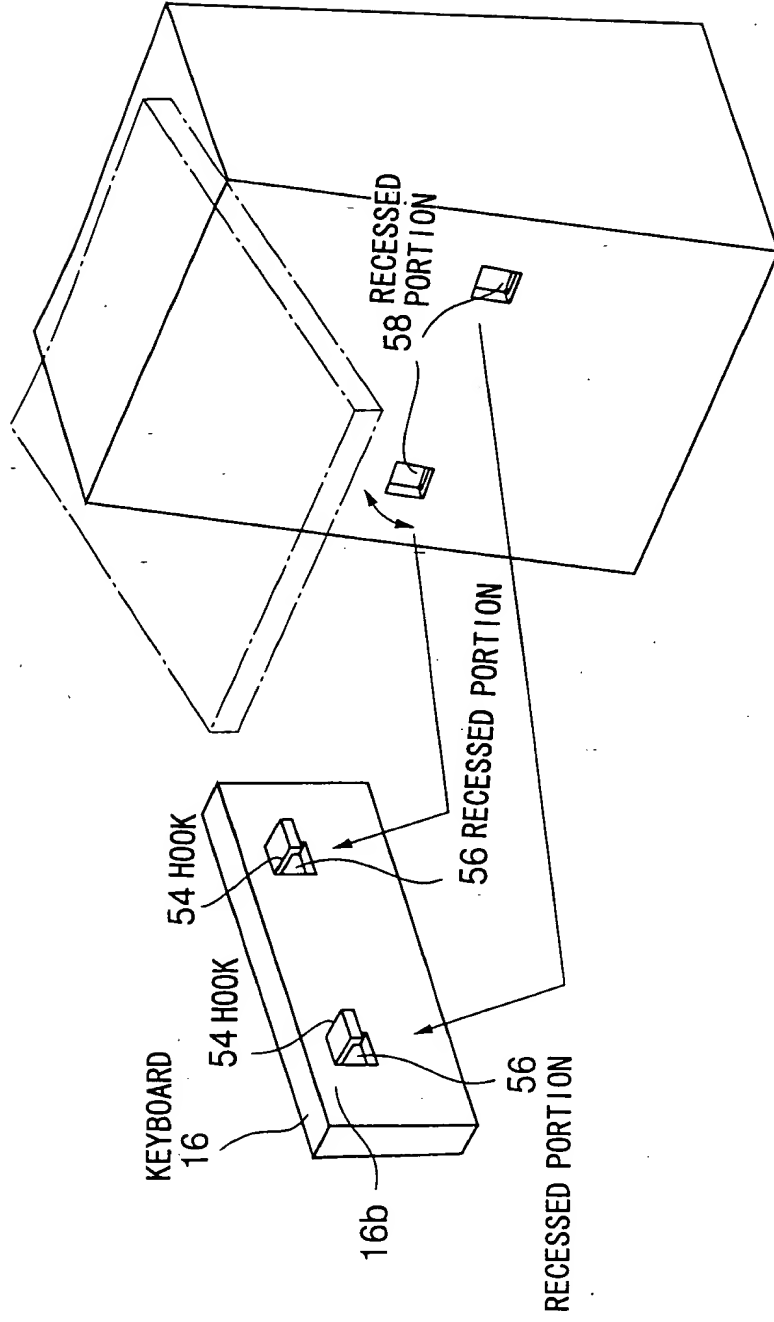 KEYBOARD
16
54 HOOK
54 HOOK
16b
56
RECESSED PORTION
56 RECESSED PORTION
58 RECESSED
PORTION